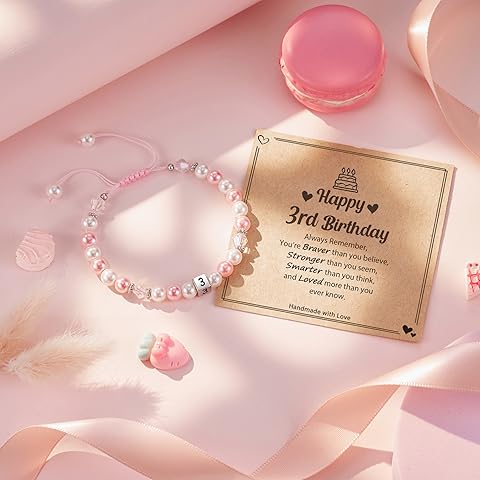 Happy
3rd Birthday
Always Remember,
You're Braver than you believe,
Stronger than you seem,
Smarter than you think,
and Loved more than you
ever know.
Handmade with Love
3